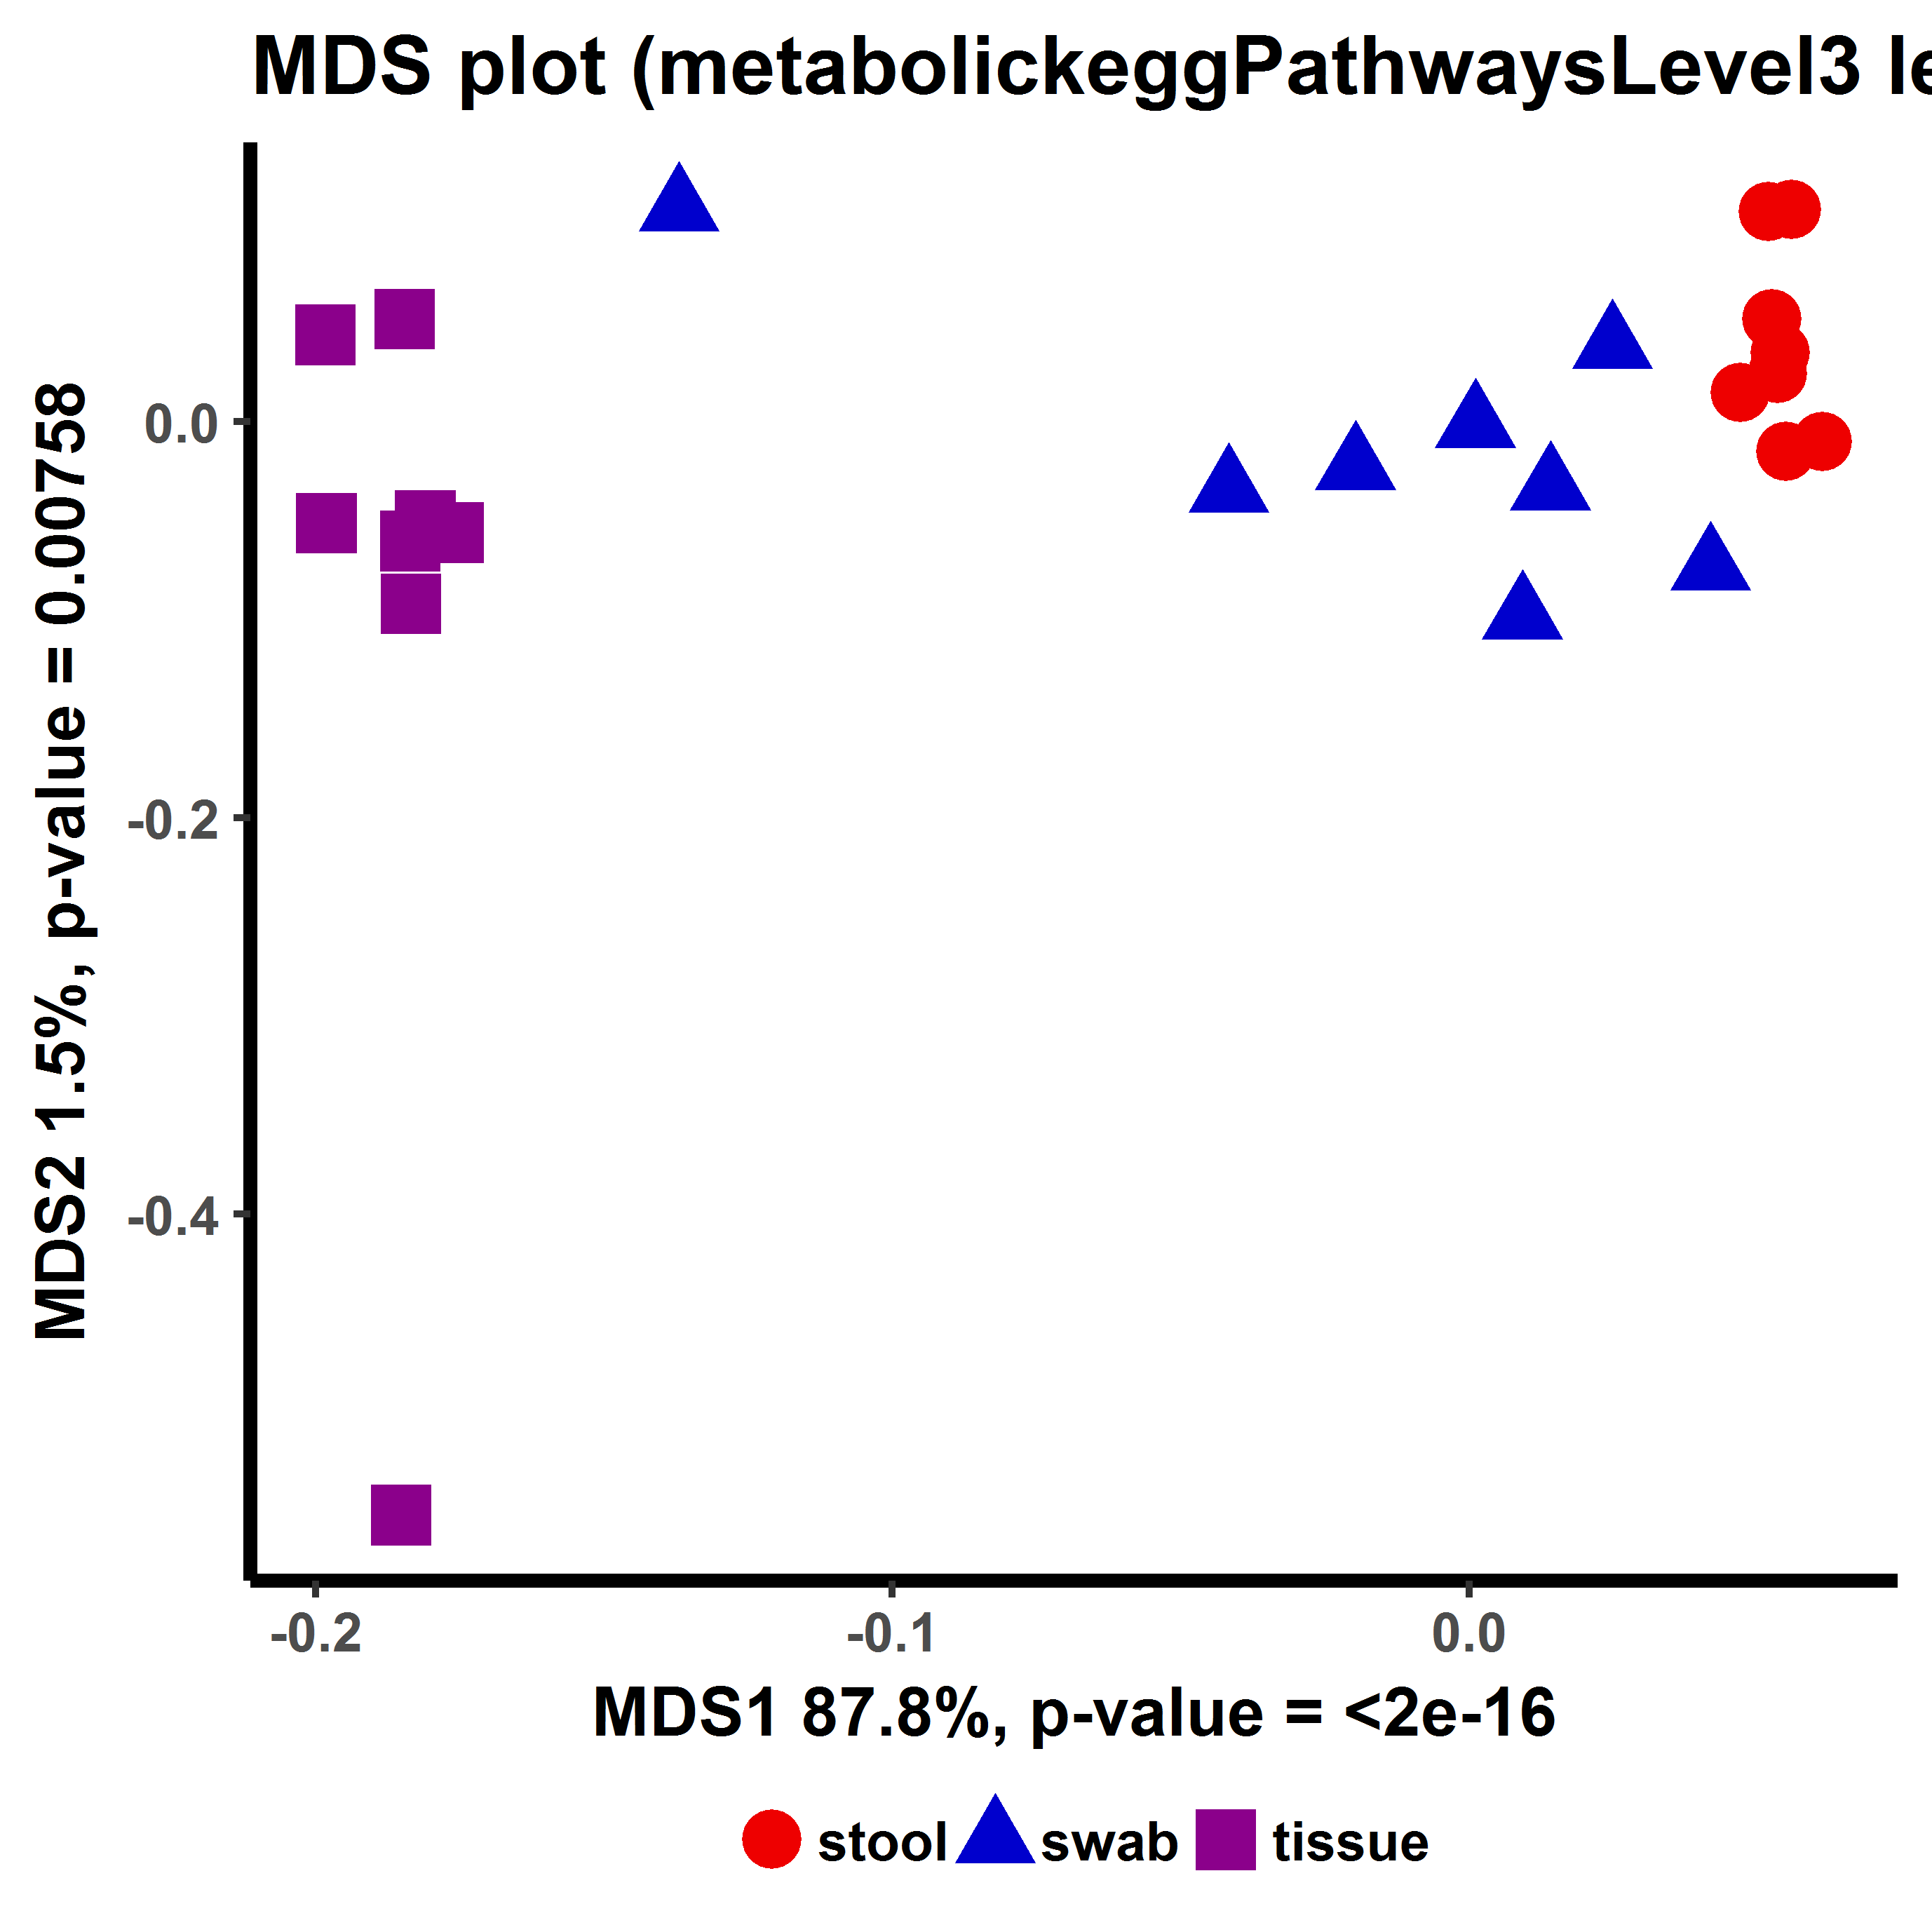 MDS plot (metabolickeggPathwaysLevel3 le
MDS2 1.5%, p-value = 0.00758
0.0
-0.2
-0.4
-0.2
-0.1
0.0
MDS1 87.8%, p-value = <2e-16
stool
swab
tissue